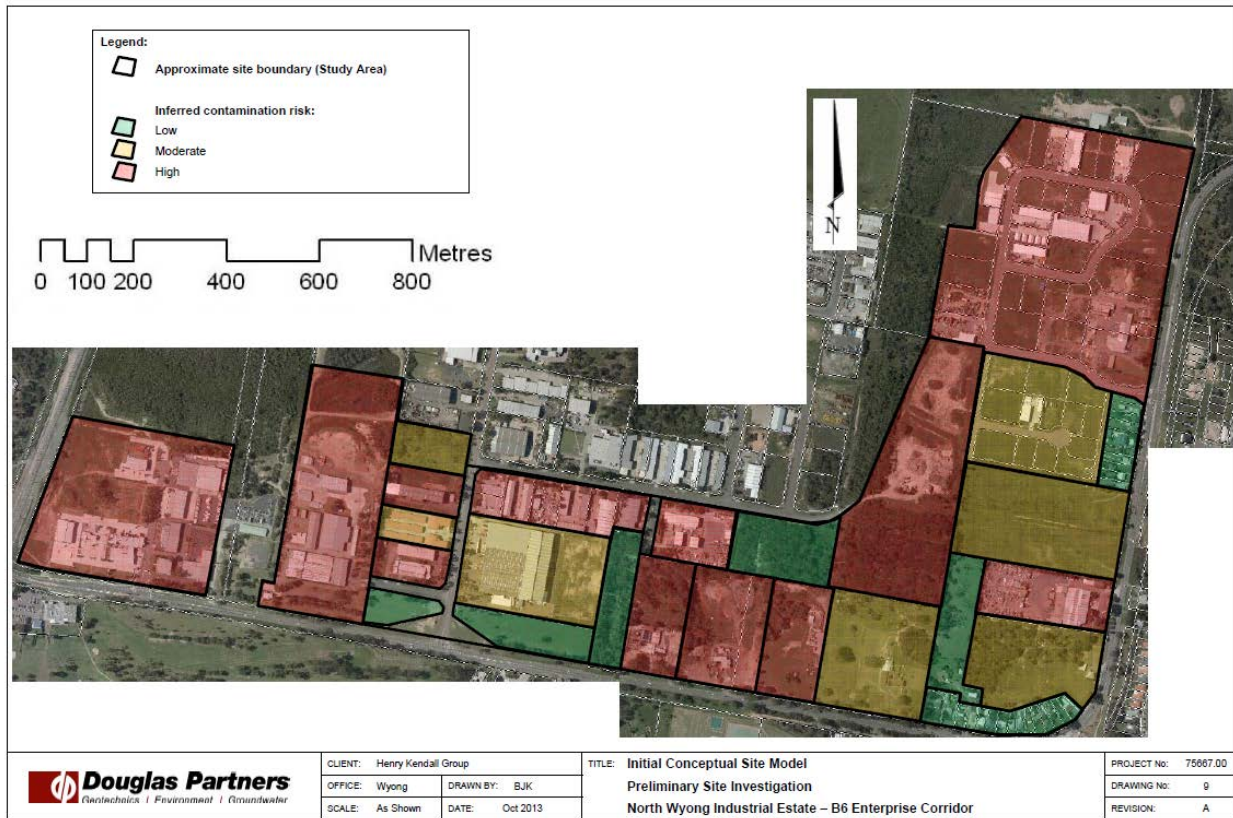 Legend:
Approximate site boundary (Study Area)
Inferred contamination risk:
Low
Moderate
High
N
Metres
0 100 200 400 600 800
Douglas Partners
Geotechnics | Environment | Groundwater
CLIENT: Henry Kendall Group
OFFICE: Wyong
DRAWN BY: BJK
SCALE: As Shown
DATE: Oct 2013
TITLE: Initial Conceptual Site Model
Preliminary Site Investigation
North Wyong Industrial Estate – B6 Enterprise Corridor
PROJECT No: 75667.00
DRAWING No: 9
REVISION: A